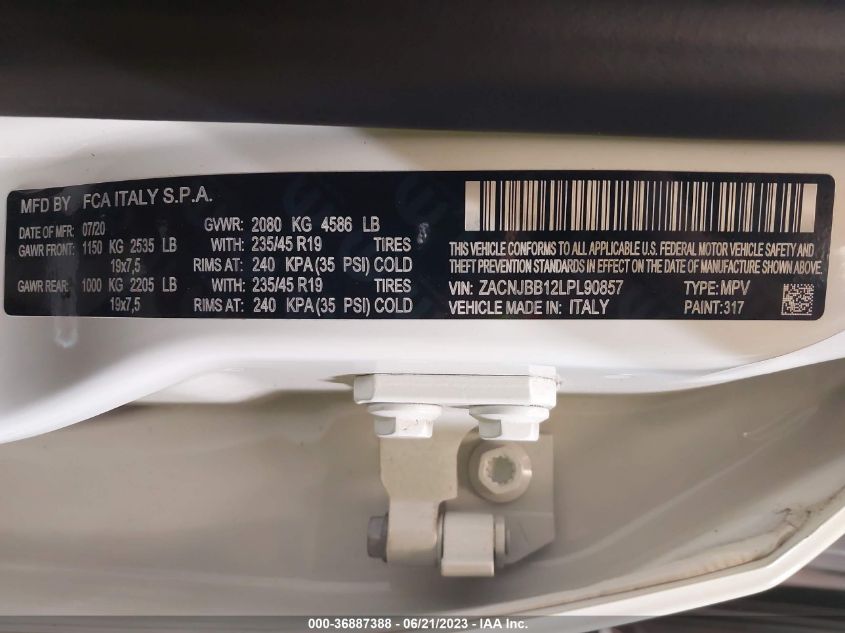 MFD BY FCA ITALY S.P.A.
DATE OF MFR: 07/20 GVWR: 2080 KG 4586 LB
GAWR FRONT: 1150 KG 2535 LB WITH: 235/45 R19 TIRES
19x7,5 RIMS AT: 240 KPA(35 PSI) COLD
GAWR REAR: 1000 KG 2205 LB WITH: 235/45 R19 TIRES
19x7,5 RIMS AT: 240 KPA(35 PSI) COLD
THIS VEHICLE CONFORMS TO ALL APPLICABLE U.S. FEDERAL MOTOR VEHICLE SAFETY AND
THEFT PREVENTION STANDARDS IN EFFECT ON THE DATE OF MANUFACTURE SHOWN ABOVE.
VIN: ZACNJBB12LPL90857 TYPE: MPV
VEHICLE MADE IN: ITALY PAINT: 317
000-36887388 - 06/21/2023 - IAA Inc.